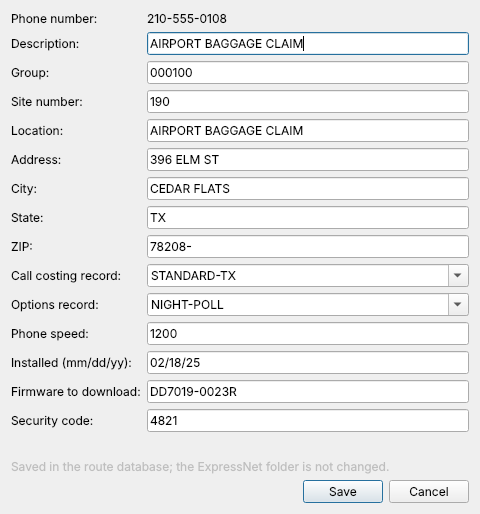 Phone number: 210-555-0108
Description: AIRPORT BAGGAGE CLAIM
Group: 000100
Site number: 190
Location: AIRPORT BAGGAGE CLAIM
Address: 396 ELM ST
City: CEDAR FLATS
State: TX
ZIP: 78208-
Call costing record: STANDARD-TX
Options record: NIGHT-POLL
Phone speed: 1200
Installed (mm/dd/yy): 02/18/25
Firmware to download: DD7019-0023R
Security code: 4821
Saved in the route database; the ExpressNet folder is not changed.
Save Cancel